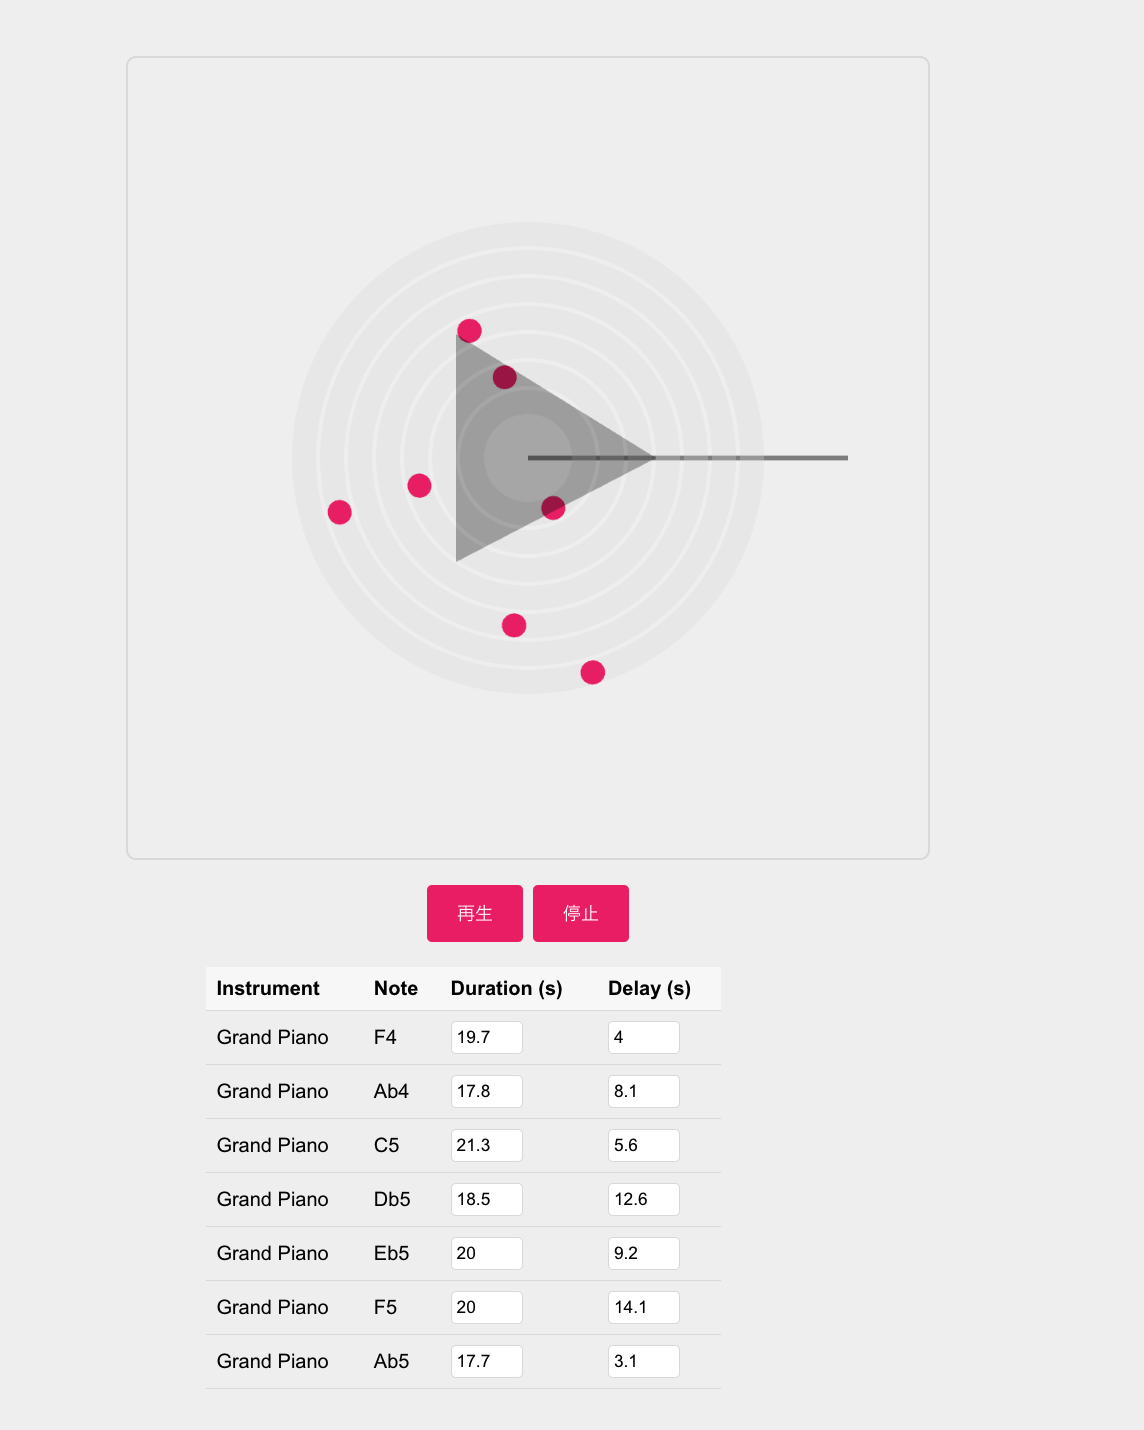 再生 停止
Instrument Note Duration (s) Delay (s)
Grand Piano F4 19.7 4
Grand Piano Ab4 17.8 8.1
Grand Piano C5 21.3 5.6
Grand Piano Db5 18.5 12.6
Grand Piano Eb5 20 9.2
Grand Piano F5 20 14.1
Grand Piano Ab5 17.7 3.1